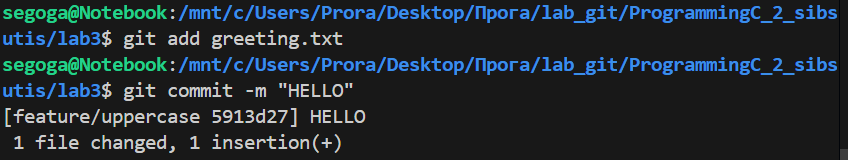 segoga@Notebook:/mnt/c/Users/Prora/Desktop/Прога/lab_git/ProgrammingC_2_sibs
utis/lab3$ git add greeting.txt
segoga@Notebook:/mnt/c/Users/Prora/Desktop/Прога/lab_git/ProgrammingC_2_sibs
utis/lab3$ git commit -m "HELLO"
[feature/uppercase 5913d27] HELLO
 1 file changed, 1 insertion(+)